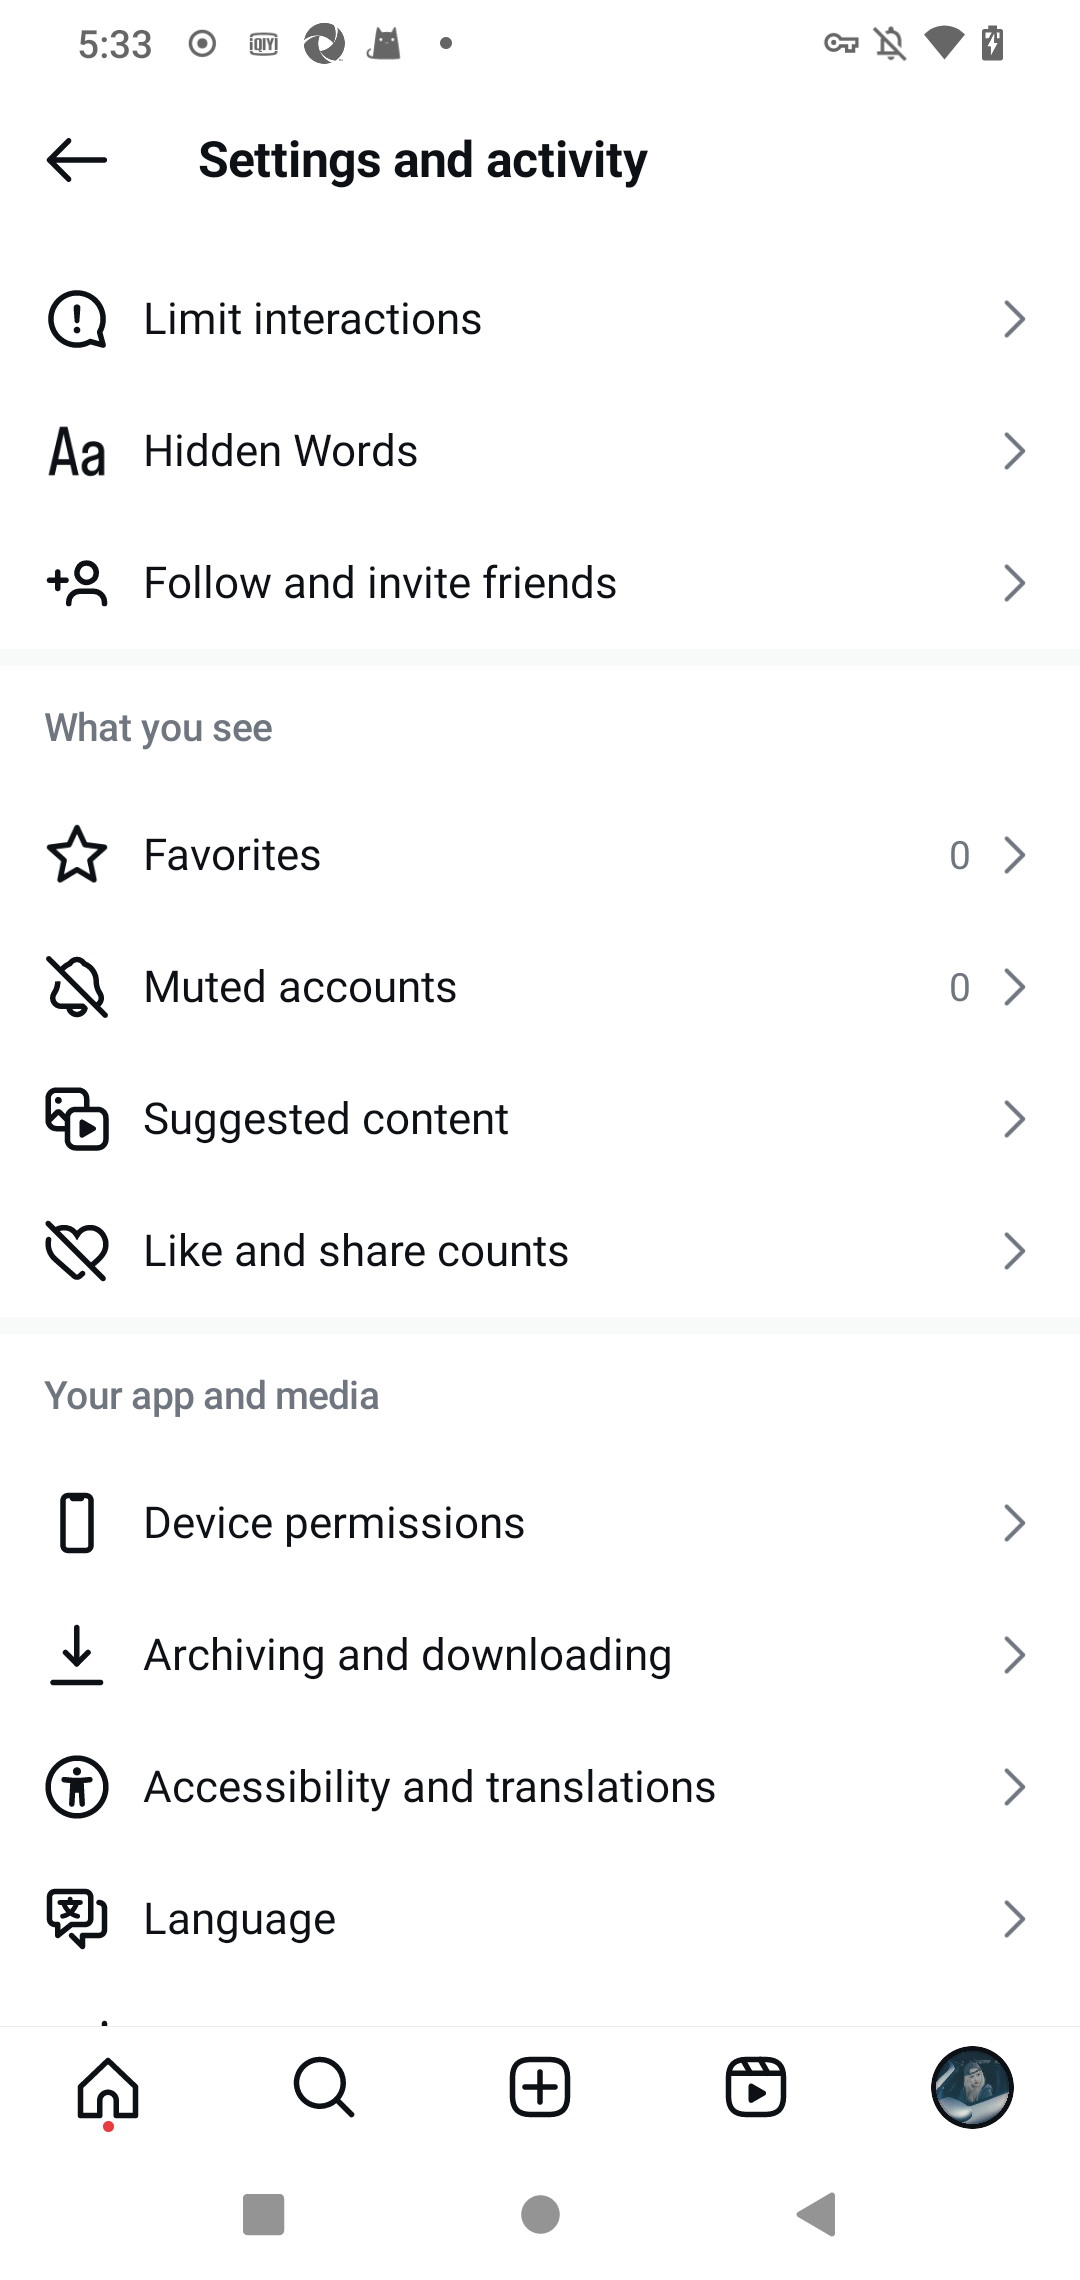 5:33
iQIYI
Settings and activity
Limit interactions
Aa Hidden Words
Follow and invite friends
What you see
Favorites 0
Muted accounts 0
Suggested content
Like and share counts
Your app and media
Device permissions
Archiving and downloading
Accessibility and translations
Language